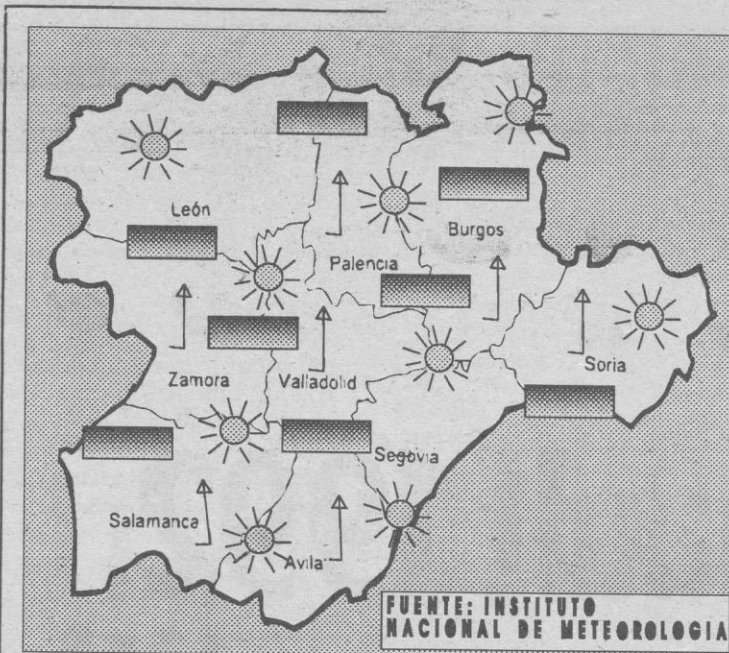 León
Burgos
Palencia
Zamora
Valladolid
Soria
Segovia
Salamanca
Avila
FUENTE: INSTITUTO
NACIONAL DE METEOROLOGIA